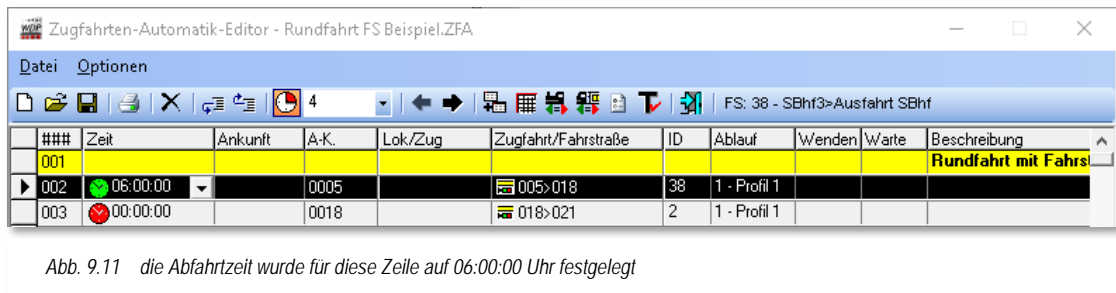 WDP Zugfahrten-Automatik-Editor - Rundfahrt FS Beispiel.ZFA
Datei Optionen
4 FS: 38 - SBhf3>Ausfahrt SBhf
### Zeit Ankunft A-K. Lok/Zug Zugfahrt/Fahrstraße ID Ablauf Wenden Warte Beschreibung
001 Rundfahrt mit Fahrs
002 06:00:00 0005 005>018 38 1 - Profil 1
003 00:00:00 0018 018>021 2 1 - Profil 1
Abb. 9.11 die Abfahrtzeit wurde für diese Zeile auf 06:00:00 Uhr festgelegt